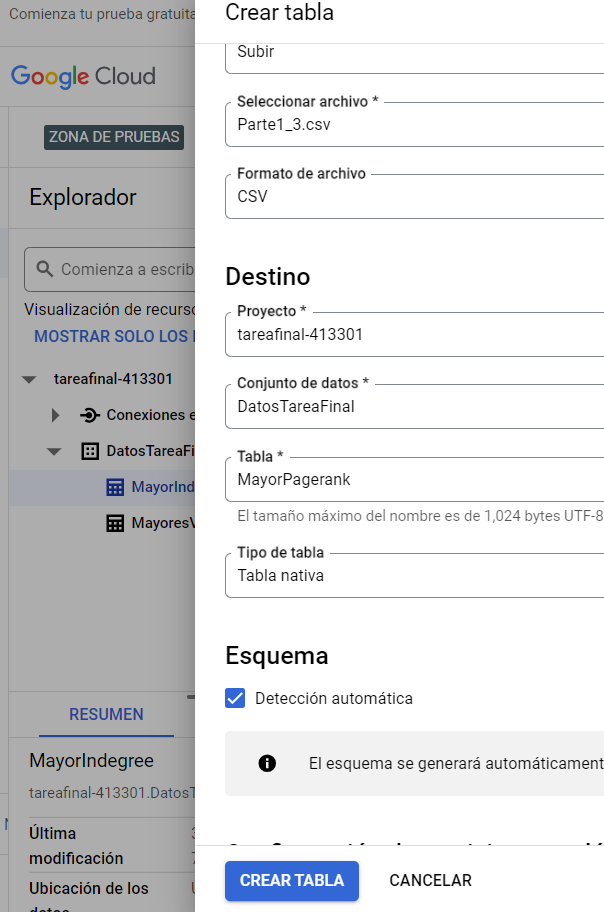 Comienza tu prueba gratuita
Google Cloud
ZONA DE PRUEBAS
Explorador
Comienza a escrib
Visualización de recurso
MOSTRAR SOLO LOS
tareafinal-413301
Conexiones e
DatosTareaFi
MayorInd
MayoresV
RESUMEN
MayorIndegree
tareafinal-413301.DatosT
Última
modificación
Ubicación de los
datos
Crear tabla
Subir
Seleccionar archivo *
Parte1_3.csv
Formato de archivo
CSV
Destino
Proyecto *
tareafinal-413301
Conjunto de datos *
DatosTareaFinal
Tabla *
MayorPagerank
El tamaño máximo del nombre es de 1,024 bytes UTF-8
Tipo de tabla
Tabla nativa
Esquema
Detección automática
El esquema se generará automáticament
CREAR TABLA
CANCELAR